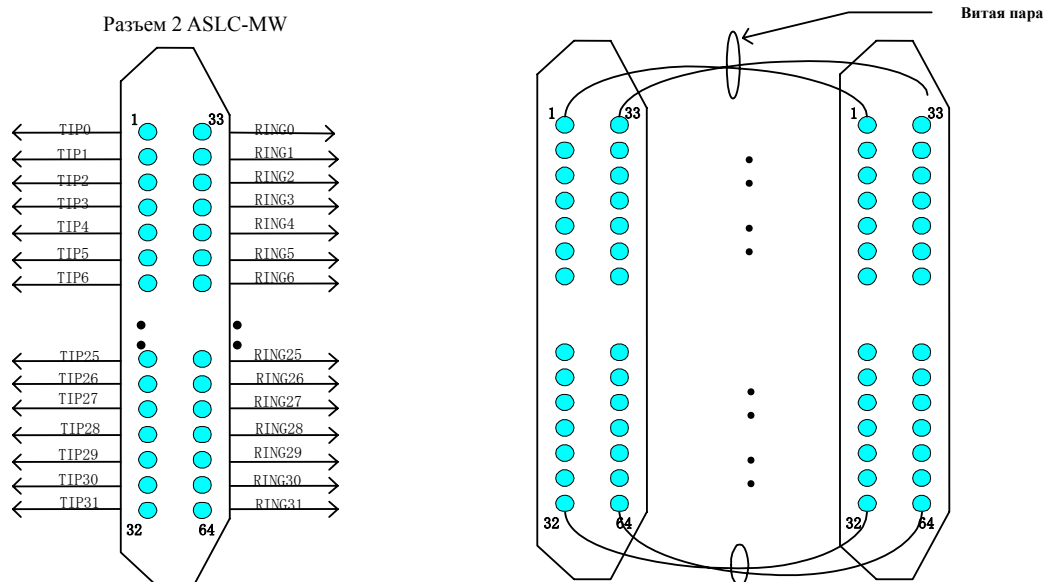 Витая пара
Разъем 2 ASLC-MW
1 33
1 33
1 33
TIP0 RING0
TIP1 RING1
TIP2 RING2
TIP3 RING3
TIP4 RING4
TIP5 RING5
TIP6 RING6
TIP25 RING25
TIP26 RING26
TIP27 RING27
TIP28 RING28
TIP29 RING29
TIP30 RING30
TIP31 RING31
32 64
32 64
32 64